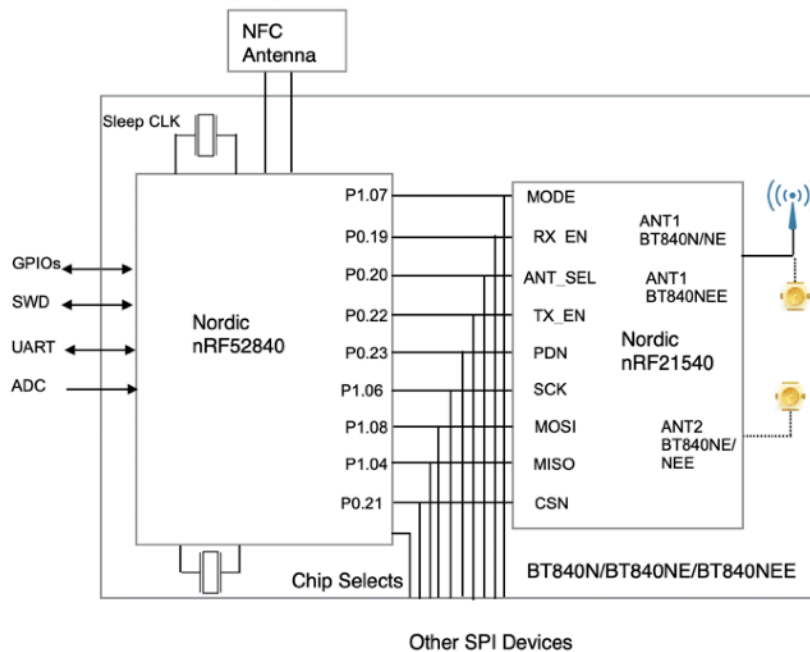 NFC
Antenna
Sleep CLK
P1.07
MODE
P0.19
RX_EN
ANT1
BT840N/NE
GPIOs
P0.20
ANT_SEL
ANT1
BT840NEE
SWD
P0.22
TX_EN
Nordic
nRF52840
Nordic
nRF21540
UART
P0.23
PDN
ADC
P1.06
SCK
P1.08
MOSI
ANT2
BT840NE/
NEE
P1.04
MISO
P0.21
CSN
Chip Selects
BT840N/BT840NE/BT840NEE
Other SPI Devices